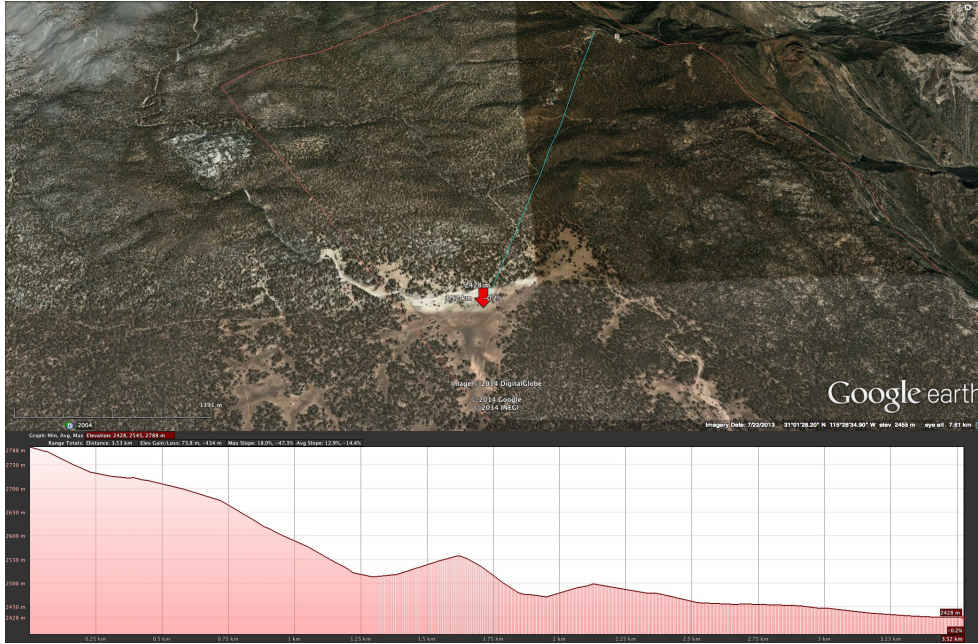 2428 m
1191 m
Image © 2014 DigitalGlobe
© 2014 Google
© 2014 INEGI
Google earth
2004
Imagery Date: 7/22/2013 31°01'28.20" N 115°28'34.90" W elev 2455 m eye alt 7.61 km
Graph: Min, Avg, Max Elevation: 2428, 2545, 2788 m
Range Totals: Distance: 3.53 km Elev Gain/Loss: 73.8 m, -434 m Max Slope: 18.0%, -47.3% Avg Slope: 12.9%, -14.4%
2788 m
2750 m
2700 m
2650 m
2600 m
2550 m
2500 m
2450 m
2428 m
2428 m
-0.2%
0.25 km 0.5 km 0.75 km 1 km 1.25 km 1.5 km 1.75 km 2 km 2.25 km 2.5 km 2.75 km 3 km 3.25 km 3.52 km